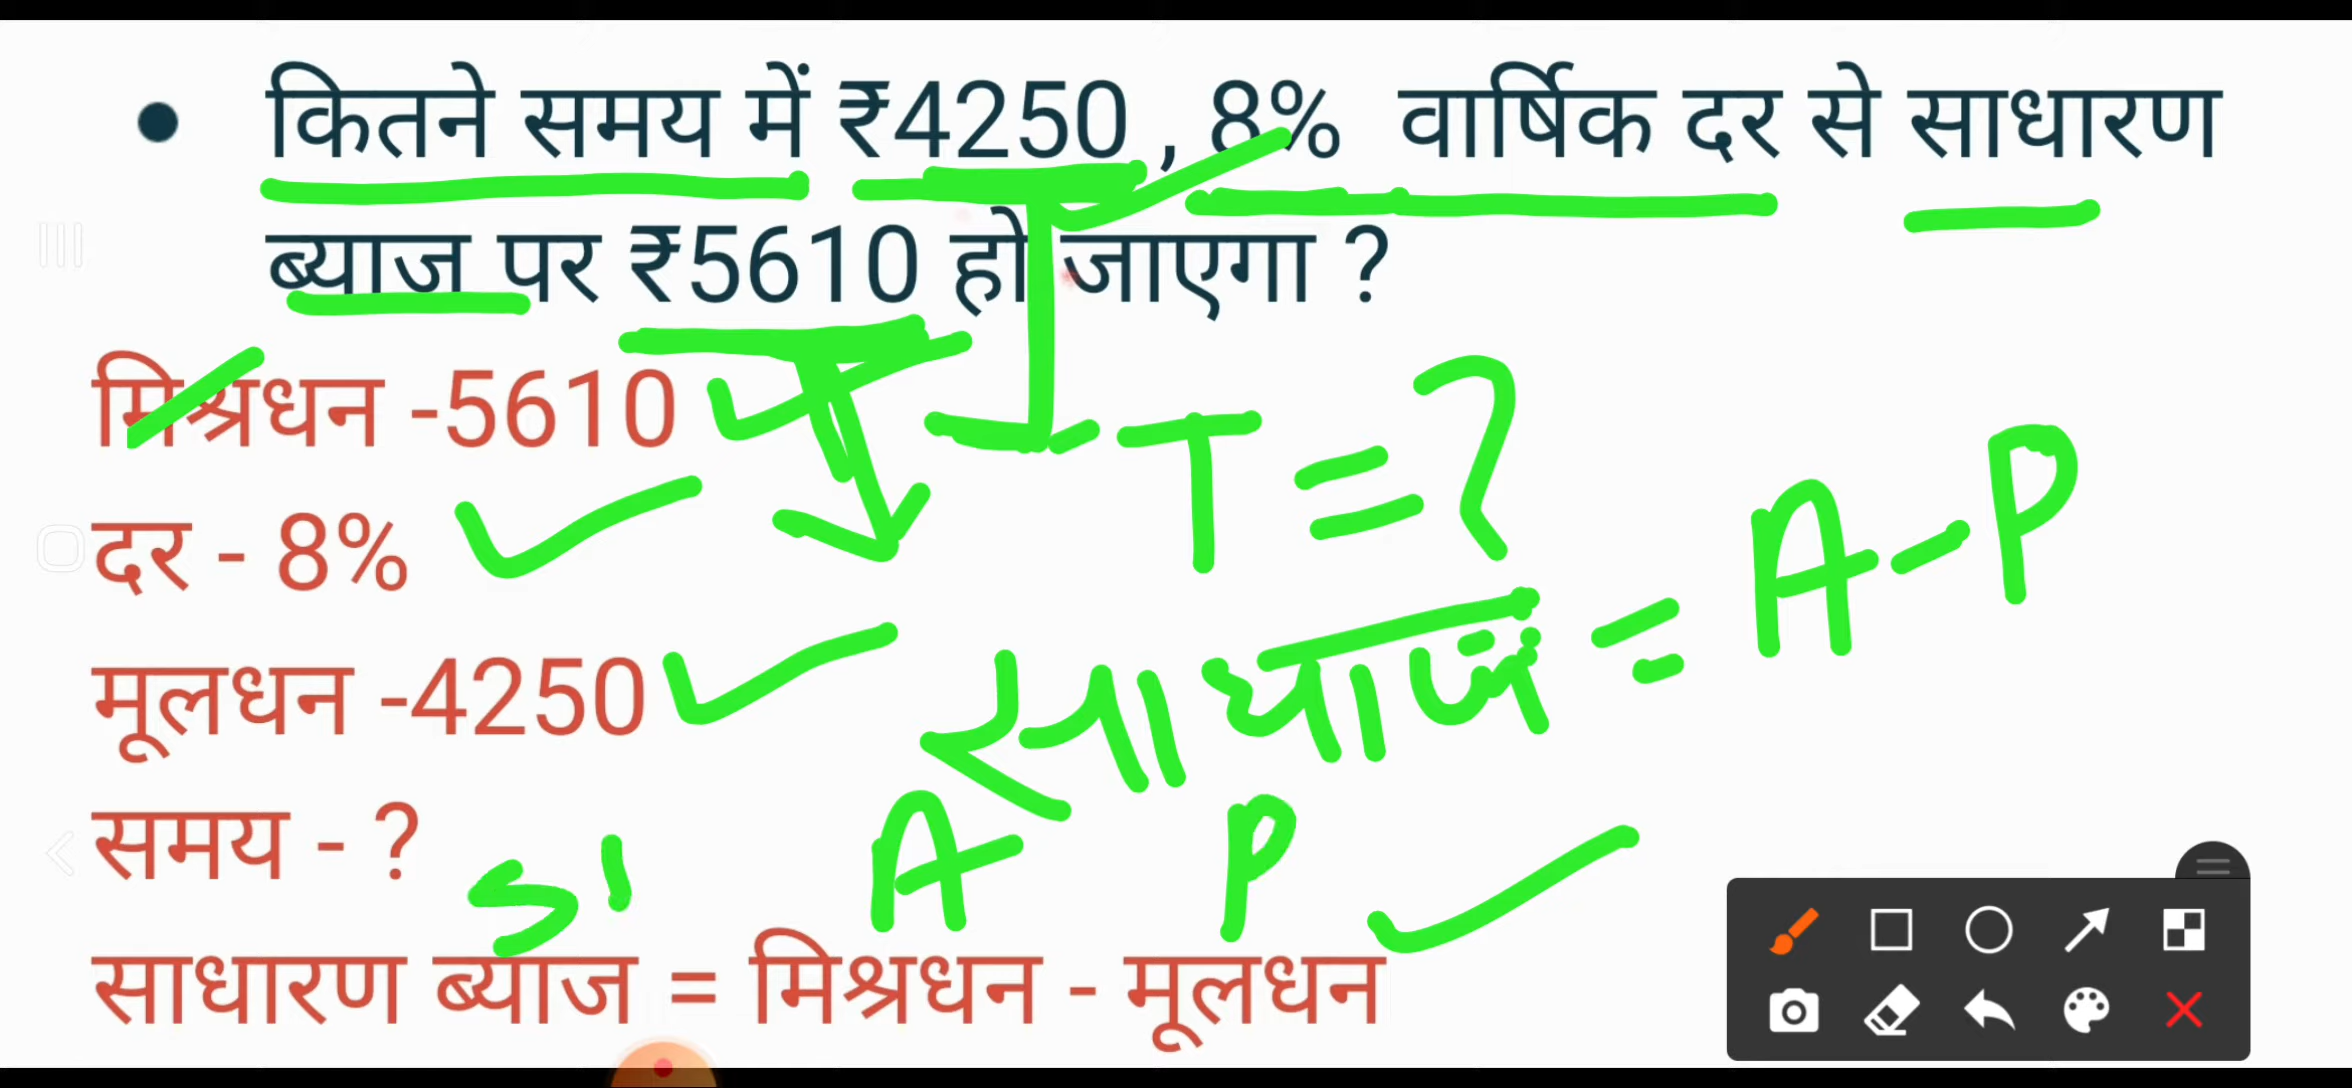 • कितने समय में ₹4250 , 8% वार्षिक दर से साधारण
ब्याज पर ₹5610 हो जाएगा ?
मिश्रधन -5610
T = ?
दर - 8%
A - P
मूलधन -4250
=
समय - ?
SI
A P
साधारण ब्याज = मिश्रधन - मूलधन